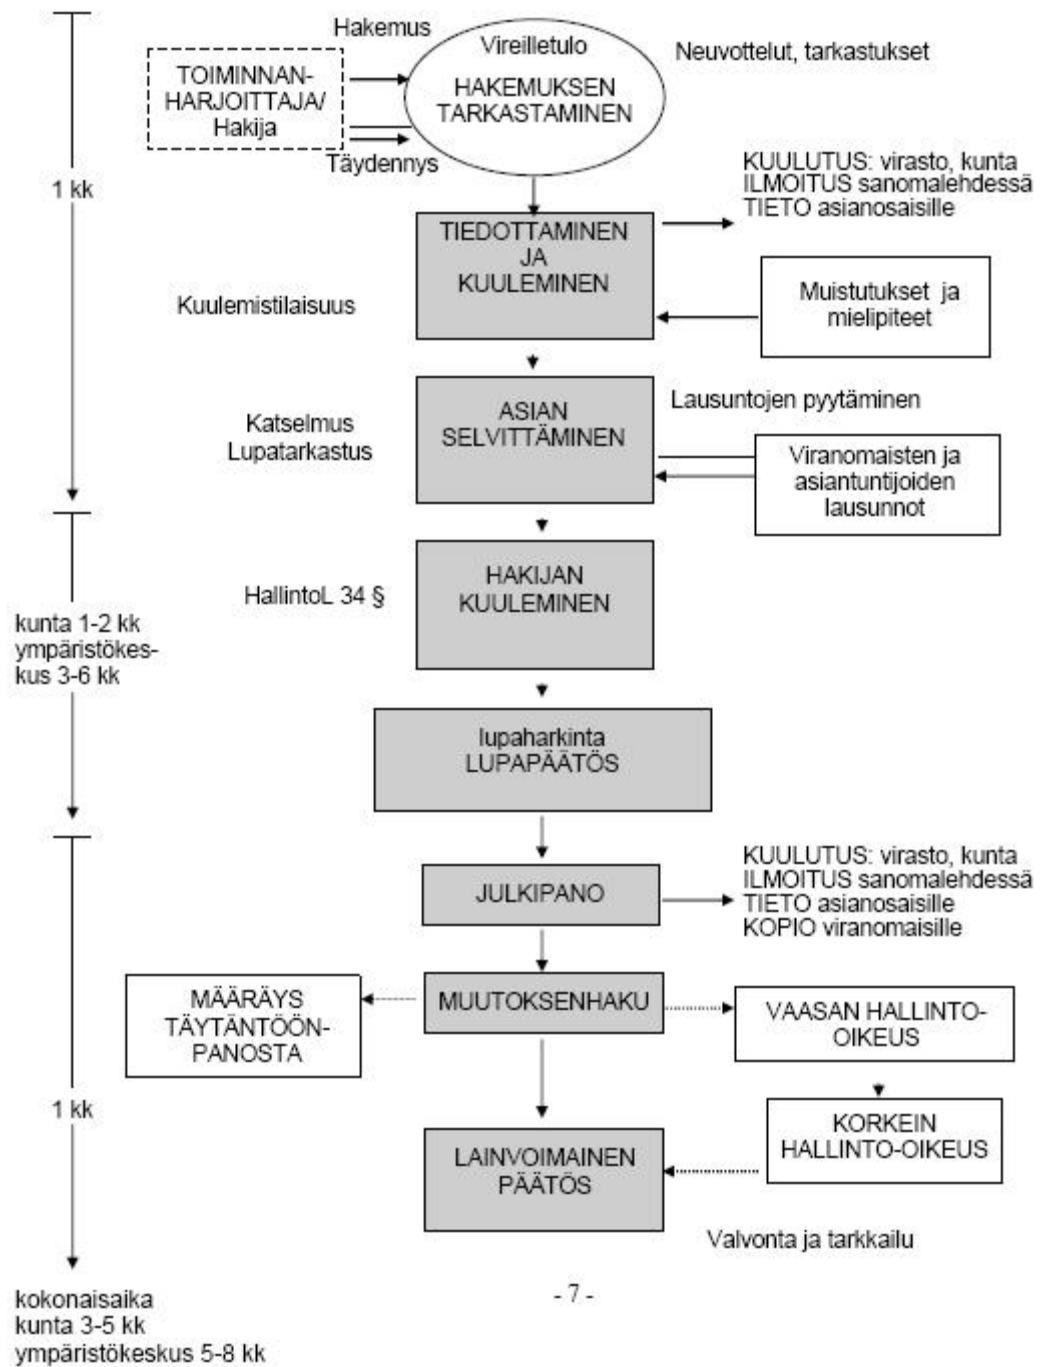 Hakemus
Vireilletulo
HAKEMUKSEN
TARKASTAMINEN
Neuvottelut, tarkastukset
TOIMINNAN-
HARJOITTAJA/
Hakija
Täydennys
1 kk
KUULUTUS: virasto, kunta
ILMOITUS sanomalehdessä
TIETO asianosaisille
TIEDOTTAMINEN
JA
KUULEMINEN
Kuulemistilaisuus
Muistutukset ja
mielipiteet
ASIAN
SELVITTÄMINEN
Lausuntojen pyytäminen
Katselmus
Lupatarkastus
Viranomaisten ja
asiantuntijoiden
lausunnot
HAKIJAN
KUULEMINEN
HallintoL 34 §
kunta 1-2 kk
ympäristökes-
kus 3-6 kk
lupaharkinta
LUPAPÄÄTÖS
JULKIPANO
KUULUTUS: virasto, kunta
ILMOITUS sanomalehdessä
TIETO asianosaisille
KOPIO viranomaisille
MÄÄRÄYS
TÄYTÄNTÖÖN-
PANOSTA
MUUTOKSENHAKU
VAASAN HALLINTO-
OIKEUS
1 kk
KORKEIN
HALLINTO-OIKEUS
LAINVOIMAINEN
PÄÄTÖS
Valvonta ja tarkkailu
- 7 -
kokonaisaika
kunta 3-5 kk
ympäristökeskus 5-8 kk